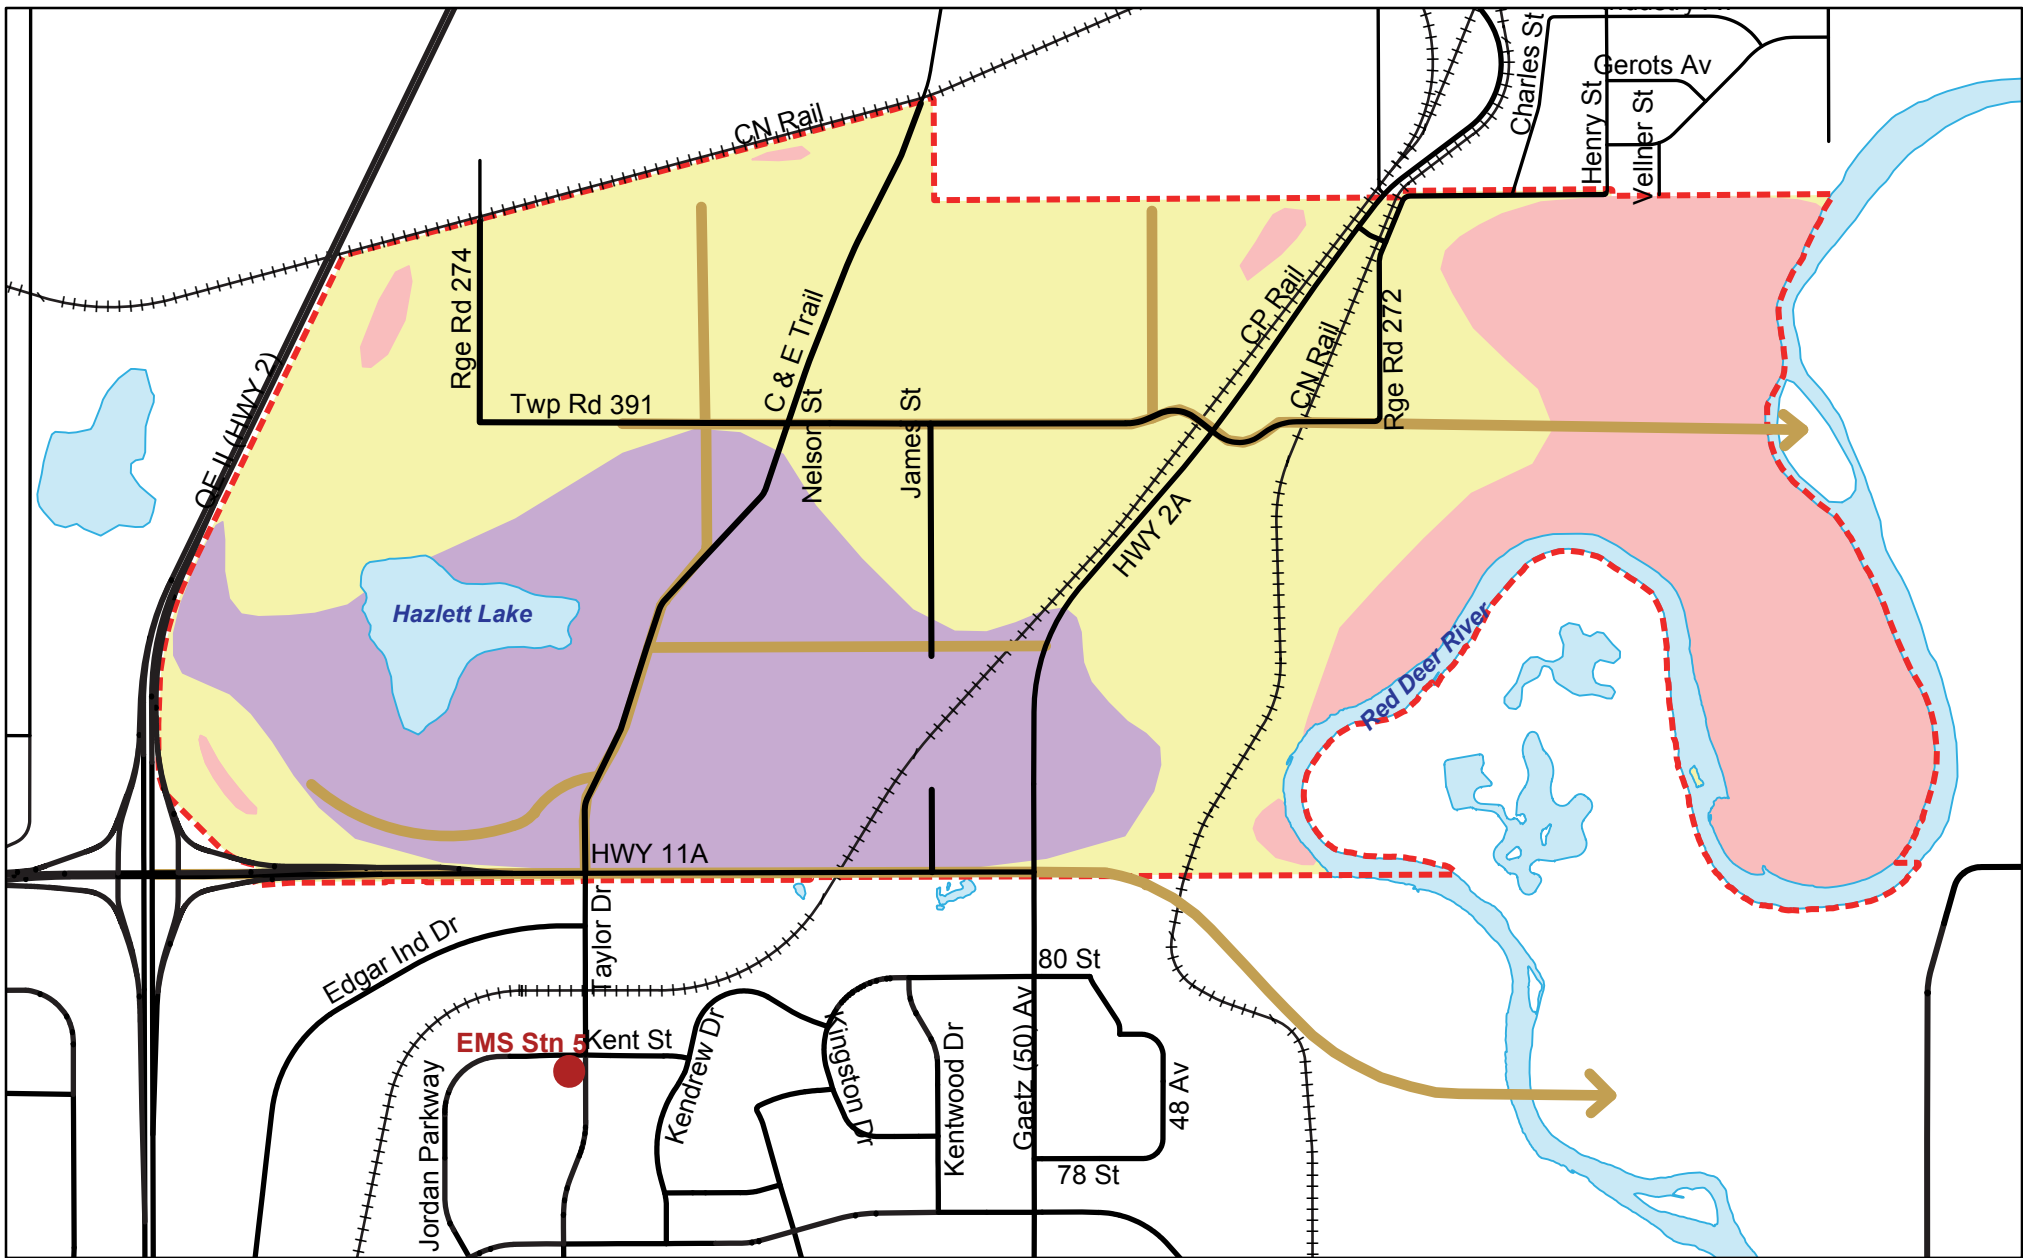 Charles St
Gerots Av
Henry St
Vellner St
CN Rail
Rge Rd 274
C & E Trail
CP Rail
CN Rail
Rge Rd 272
QE II (HWY 2)
Twp Rd 391
Nelson St
James St
HWY 2A
Hazlett Lake
Red Deer River
HWY 11A
Taylor Dr
Edgar Ind Dr
80 St
EMS Stn 5
Kent St
Kendrew Dr
Kingston Dr
Kentwood Dr
Gaetz (50) Av
48 Av
Jordan Parkway
78 St